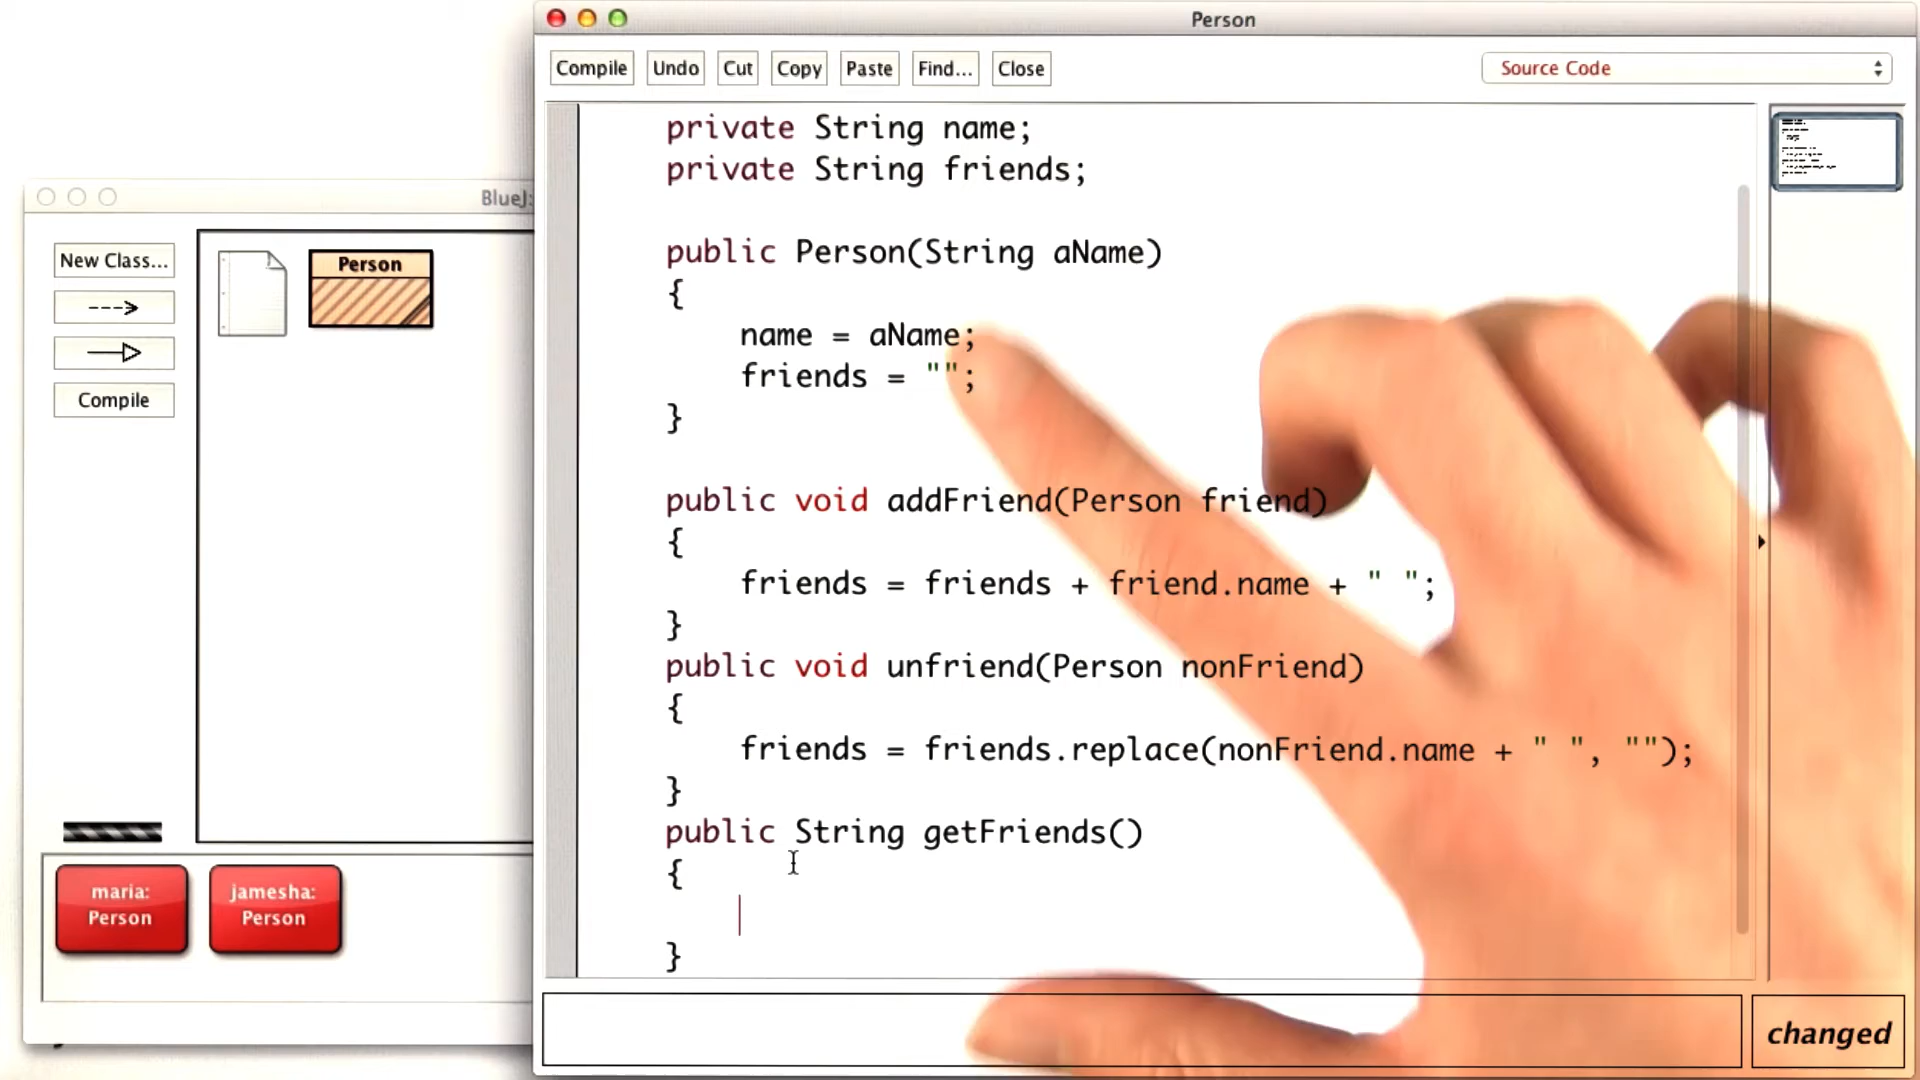 Person
Compile Undo Cut Copy Paste Find... Close
Source Code
private String name;
private String friends;
public Person(String aName)
{
name = aName;
friends = "";
}
public void addFriend(Person friend)
{
friends = friends + friend.name + " ";
}
public void unfriend(Person nonFriend)
{
friends = friends.replace(nonFriend.name + " ", "");
}
public String getFriends()
{
}
changed
BlueJ:
New Class...
Compile
Person
maria:
Person
jamesha:
Person